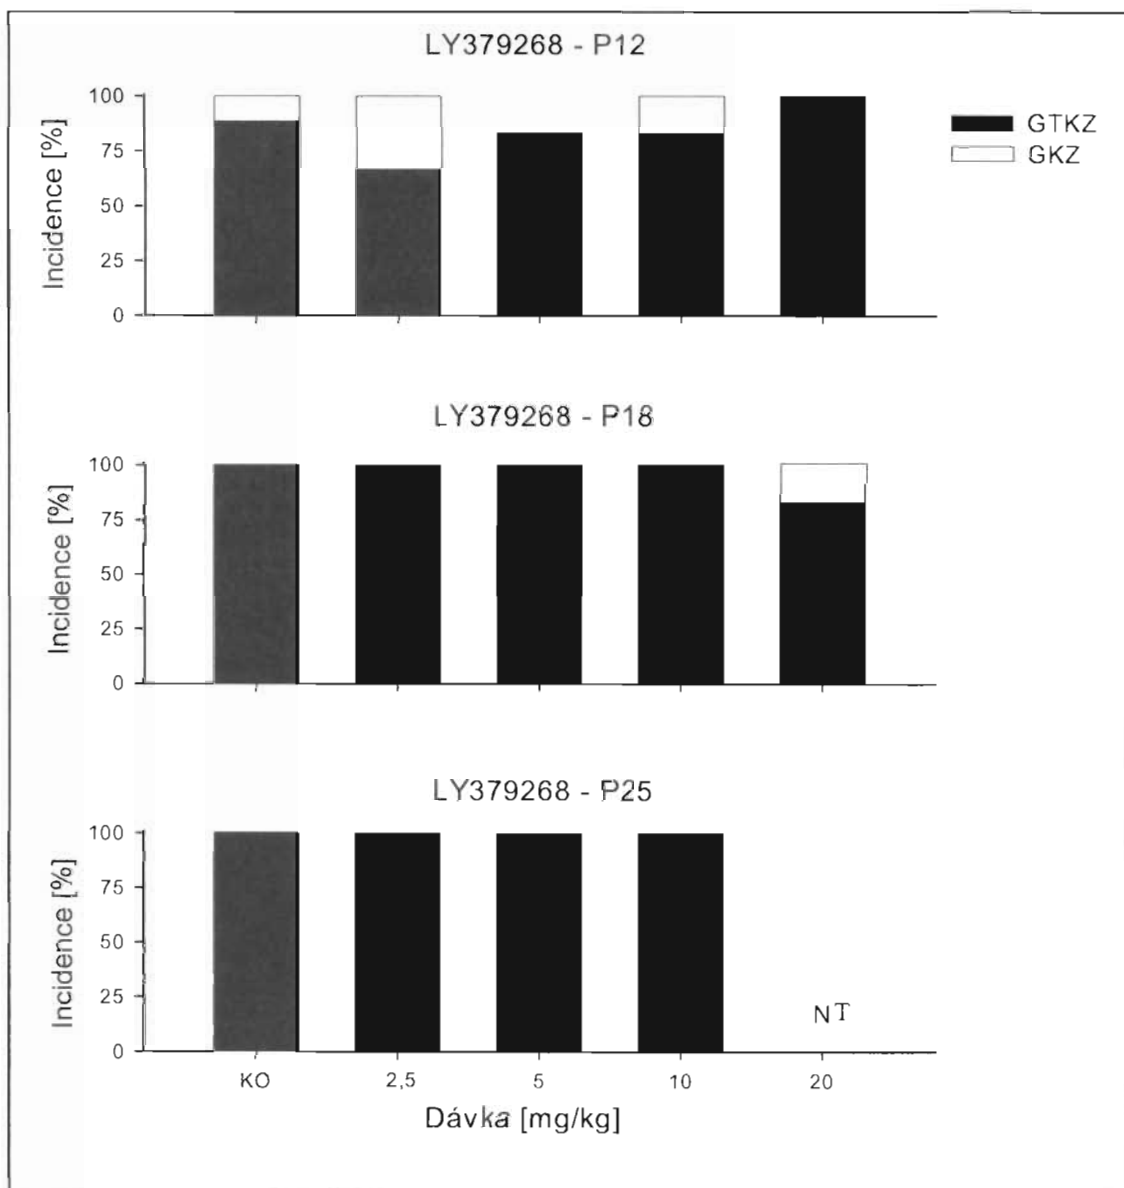 LY379268 - P12
Incidence [%]
100
75
50
25
0
GTKZ
GKZ
LY379268 - P18
Incidence [%]
100
75
50
25
0
LY379268 - P25
Incidence [%]
100
75
50
25
0
NT
KO 2,5 5 10 20
Dávka [mg/kg]